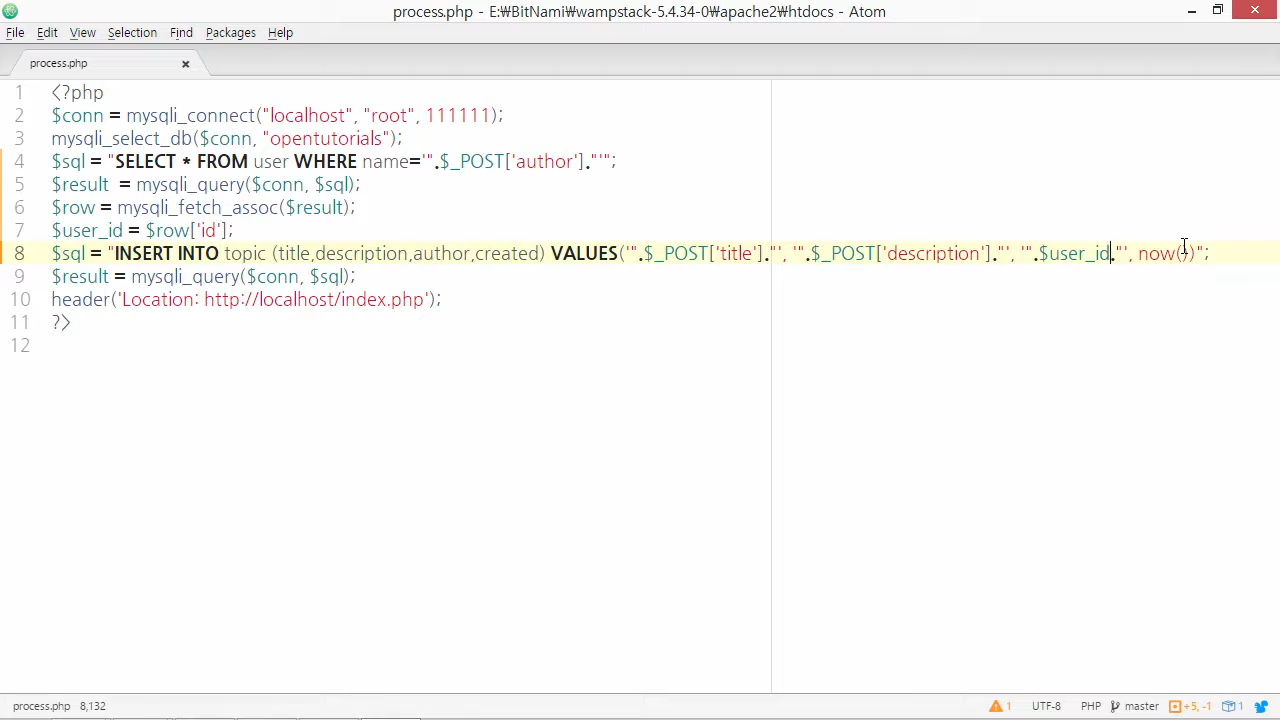 process.php - E:₩BitNami₩wampstack-5.4.34-0₩apache2₩htdocs - Atom
File Edit View Selection Find Packages Help
process.php
1 <?php
2 $conn = mysqli_connect("localhost", "root", 111111);
3 mysqli_select_db($conn, "opentutorials");
4 $sql = "SELECT * FROM user WHERE name='".$_POST['author']."'";
5 $result  = mysqli_query($conn, $sql);
6 $row = mysqli_fetch_assoc($result);
7 $user_id = $row['id'];
8 $sql = "INSERT INTO topic (title,description,author,created) VALUES('".$_POST['title']."', '".$_POST['description']."', '".$user_id."', now())";
9 $result = mysqli_query($conn, $sql);
10 header('Location: http://localhost/index.php');
11 ?>
12
process.php 8,132 1 UTF-8 PHP master +5, -1 1